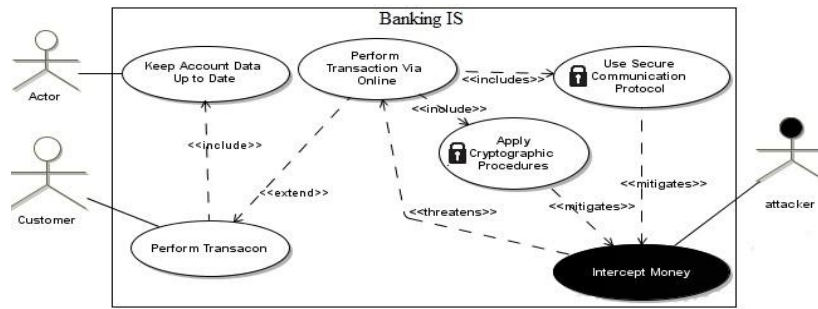 Banking IS
Actor
Keep Account Data
Up to Date
Perform
Transaction Via
Online
<<includes>>
Use Secure
Communication
Protocol
<<include>>
<<include>>
Apply
Cryptographic
Procedures
<<extend>>
<<threatens>>
<<mitigates>>
<<mitigates>>
attacker
Customer
Perform Transacon
Intercept Money